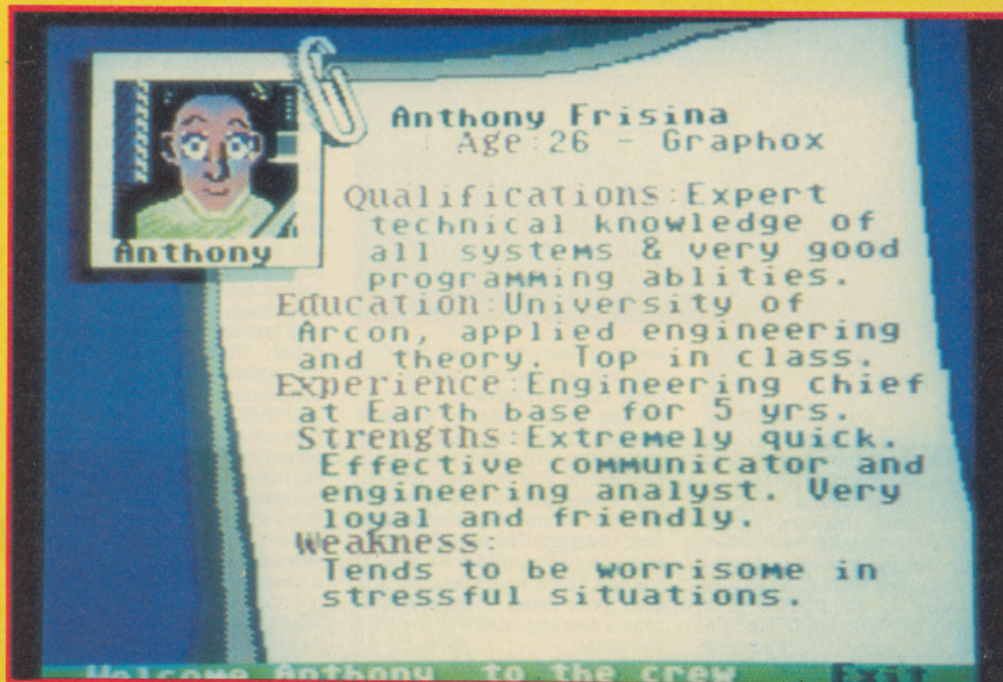 Anthony
Anthony Frisina
Age:26 - Graphox
Qualifications:Expert
technical knowledge of
all systems & very good
programming ablities.
Education:University of
Arcon, applied engineering
and theory. Top in class.
Experience:Engineering chief
at Earth base for 5 yrs.
Strengths:Extremely quick.
Effective communicator and
engineering analyst. Very
loyal and friendly.
Weakness:
Tends to be worrisome in
stressful situations.
Welcome Anthony to the crew Exit